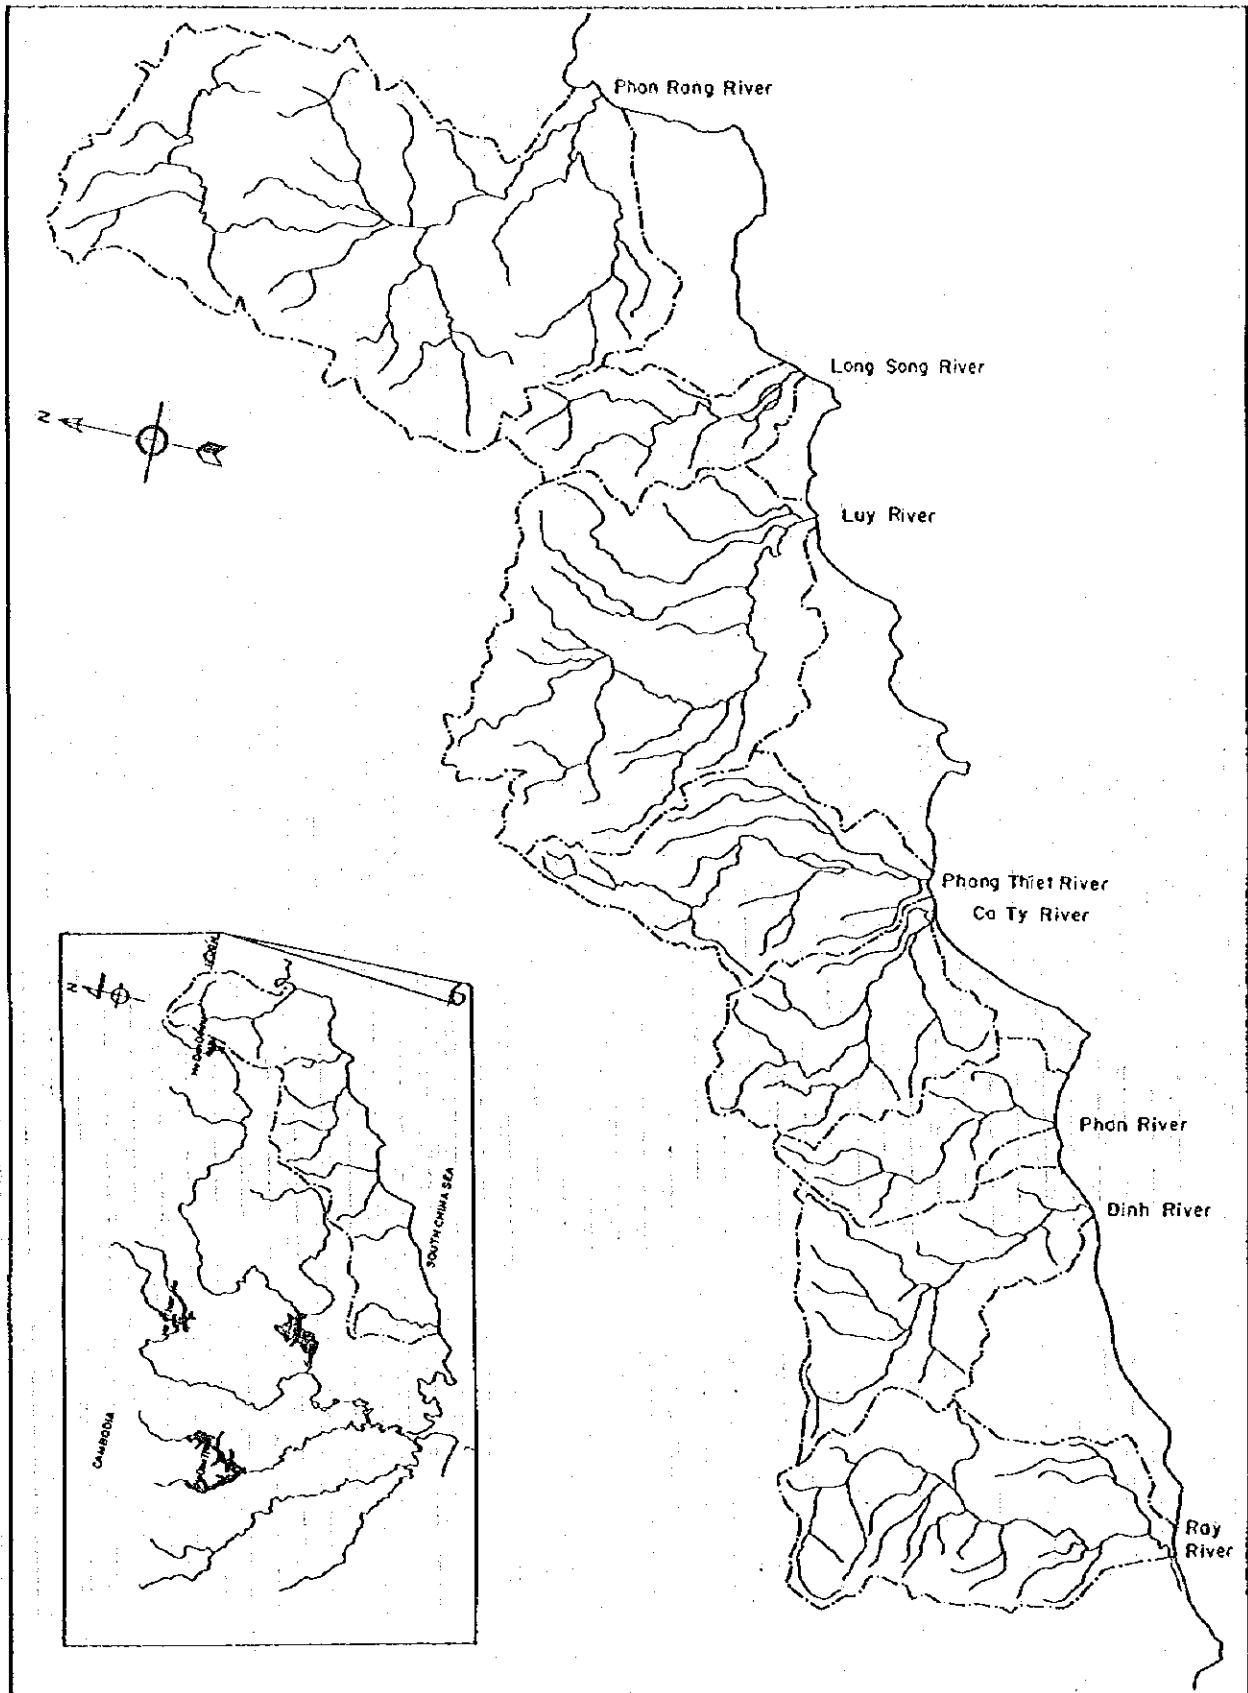 Phan Rang River
Long Song River
N
Luy River
Phang Thiet River
Ca Ty River
N
SOUTH CHINA SEA
Phan River
Dinh River
CAMBODIA
Ray
River